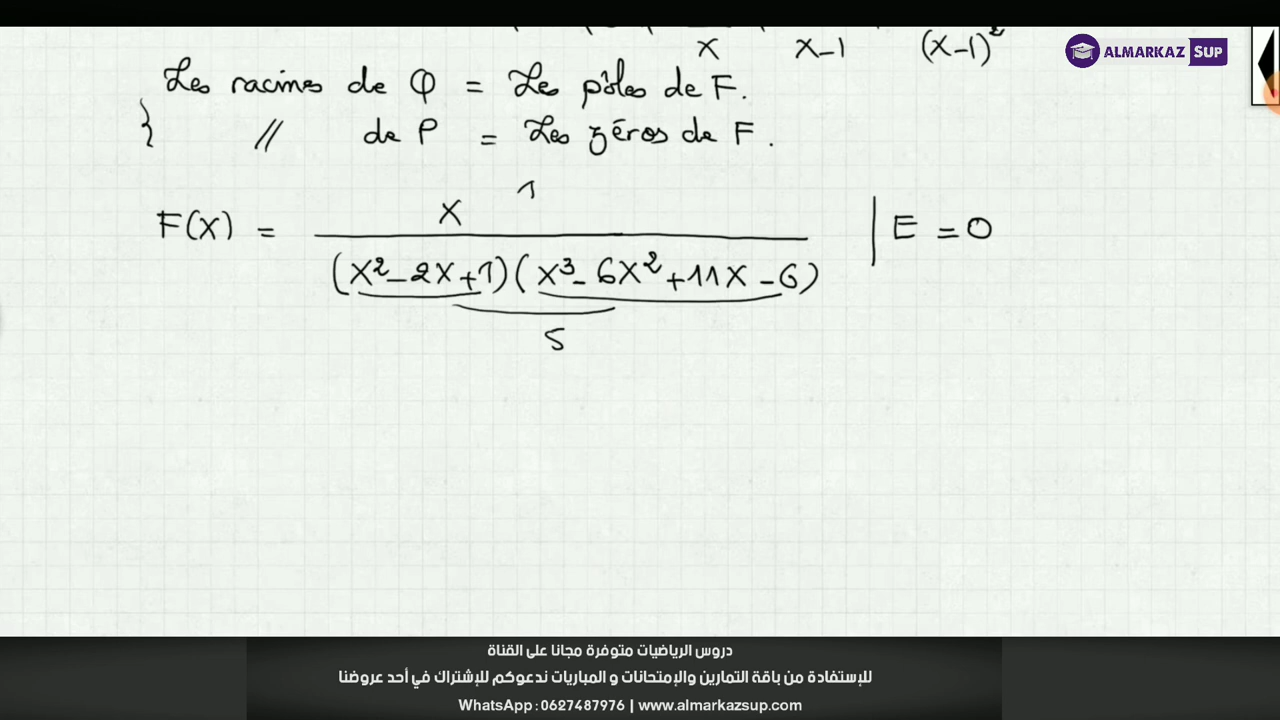 X X-1 (X-1)²
ALMARKAZ SUP
Les racines de Q = Les pôles de F.
{ // de P = Les zéros de F.
1
F(X) = X / (X²-2X+1)(X³-6X²+11X-6) | E = 0
5
دروس الرياضيات متوفرة مجانا على القناة
للإستفادة من باقة التمارين والإمتحانات و المباريات ندعوكم للإشتراك في أحد عروضنا
WhatsApp : 0627487976 | www.almarkazsup.com